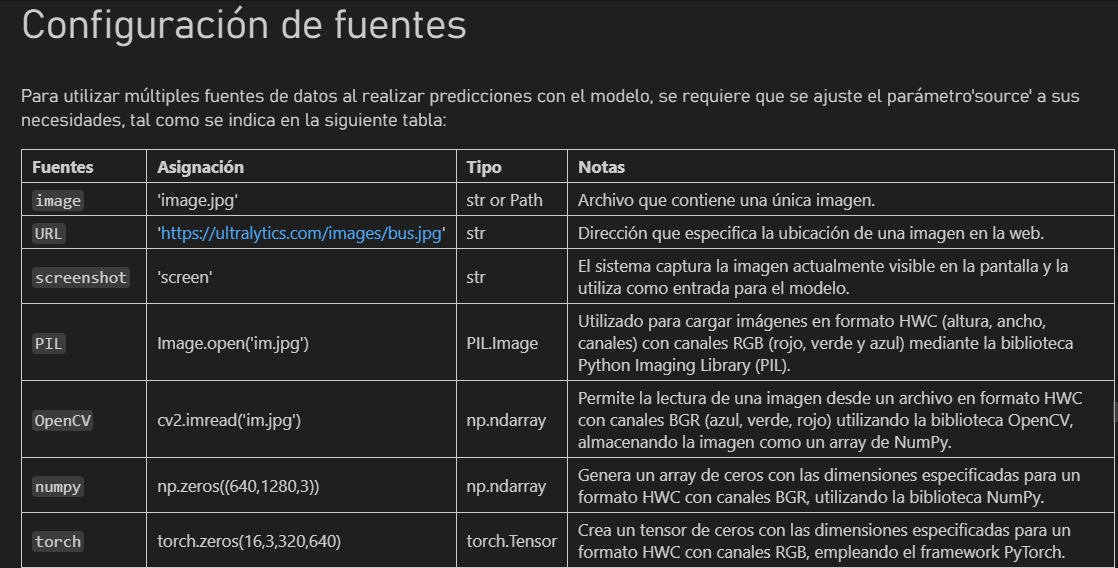 Configuración de fuentes
Para utilizar múltiples fuentes de datos al realizar predicciones con el modelo, se requiere que se ajuste el parámetro'source' a sus
necesidades, tal como se indica en la siguiente tabla:
Fuentes Asignación Tipo Notas
image 'image.jpg' str or Path Archivo que contiene una única imagen.
URL 'https://ultralytics.com/images/bus.jpg' str Dirección que especifica la ubicación de una imagen en la web.
screenshot 'screen' str El sistema captura la imagen actualmente visible en la pantalla y la
utiliza como entrada para el modelo.
PIL Image.open('im.jpg') PIL.Image Utilizado para cargar imágenes en formato HWC (altura, ancho,
canales) con canales RGB (rojo, verde y azul) mediante la biblioteca
Python Imaging Library (PIL).
OpenCV cv2.imread('im.jpg') np.ndarray Permite la lectura de una imagen desde un archivo en formato HWC
con canales BGR (azul, verde, rojo) utilizando la biblioteca OpenCV,
almacenando la imagen como un array de NumPy.
numpy np.zeros((640,1280,3)) np.ndarray Genera un array de ceros con las dimensiones especificadas para un
formato HWC con canales BGR, utilizando la biblioteca NumPy.
torch torch.zeros(16,3,320,640) torch.Tensor Crea un tensor de ceros con las dimensiones especificadas para un
formato HWC con canales RGB, empleando el framework PyTorch.